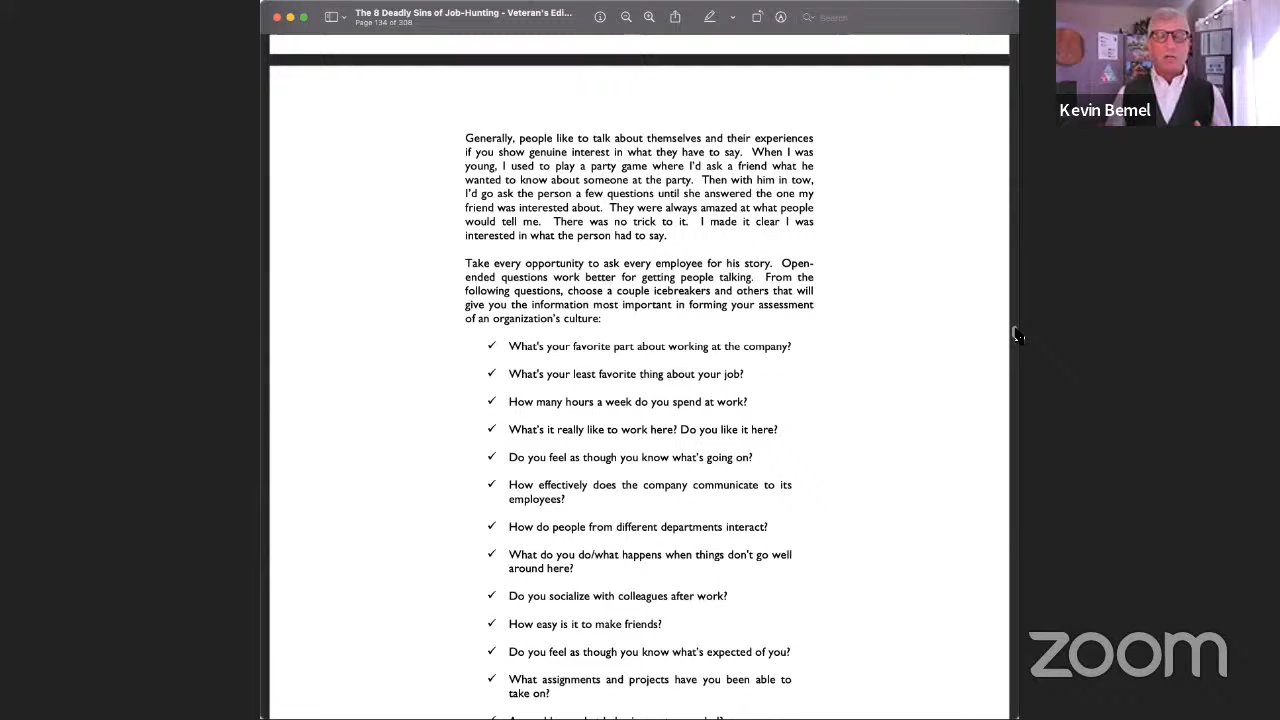 The 8 Deadly Sins of Job-Hunting - Veteran's Edi...
Page 134 of 308
Search
Kevin Bemel
Generally, people like to talk about themselves and their experiences
if you show genuine interest in what they have to say. When I was
young, I used to play a party game where I'd ask a friend what he
wanted to know about someone at the party. Then with him in tow,
I'd go ask the person a few questions until she answered the one my
friend was interested about. They were always amazed at what people
would tell me. There was no trick to it. I made it clear I was
interested in what the person had to say.
Take every opportunity to ask every employee for his story. Open-
ended questions work better for getting people talking. From the
following questions, choose a couple icebreakers and others that will
give you the information most important in forming your assessment
of an organization's culture:
✓ What's your favorite part about working at the company?
✓ What's your least favorite thing about your job?
✓ How many hours a week do you spend at work?
✓ What's it really like to work here? Do you like it here?
✓ Do you feel as though you know what's going on?
✓ How effectively does the company communicate to its
employees?
✓ How do people from different departments interact?
✓ What do you do/what happens when things don't go well
around here?
✓ Do you socialize with colleagues after work?
✓ How easy is it to make friends?
✓ Do you feel as though you know what's expected of you?
✓ What assignments and projects have you been able to
take on?
zoom